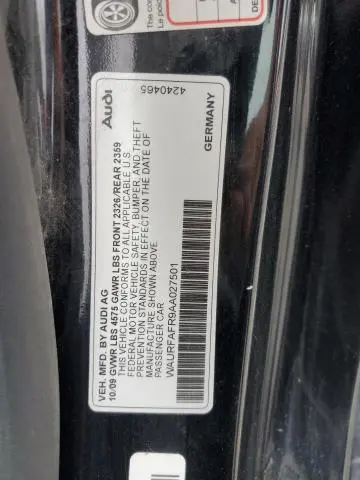 Audi
4240465
GERMANY
VEH. MFD. BY AUDI AG
10/09 GVWR LBS 4575 GAWR LBS FRONT 2326/REAR 2359
THIS VEHICLE CONFORMS TO ALL APPLICABLE U.S.
FEDERAL MOTOR VEHICLE SAFETY, BUMPER, AND THEFT
PREVENTION STANDARDS IN EFFECT ON THE DATE OF
MANUFACTURE SHOWN ABOVE.
PASSENGER CAR
WAURFAFR9AA027501